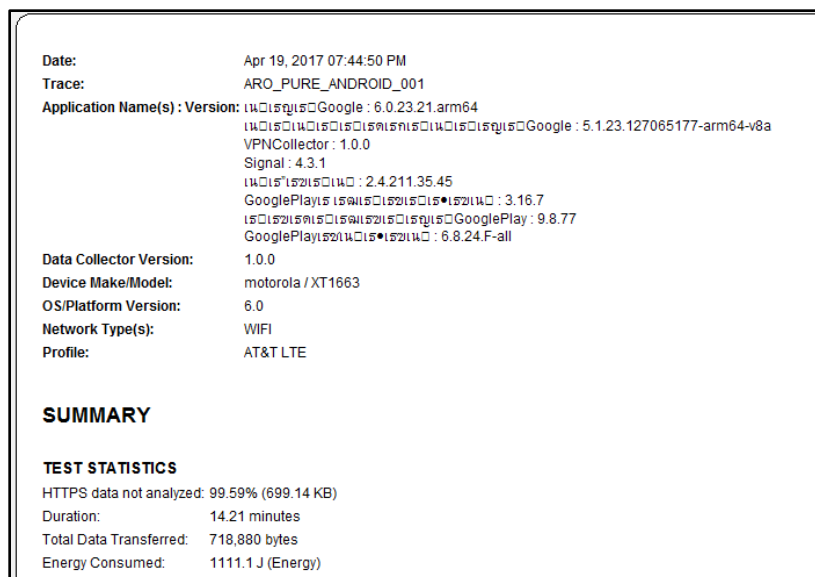 Date: Apr 19, 2017 07:44:50 PM
Trace: ARO_PURE_ANDROID_001
Application Name(s) : Version: Google : 6.0.23.21.arm64
Google : 5.1.23.127065177-arm64-v8a
VPNCollector : 1.0.0
Signal : 4.3.1
: 2.4.211.35.45
GooglePlay : 3.16.7
GooglePlay : 9.8.77
GooglePlay : 6.8.24.F-all
Data Collector Version: 1.0.0
Device Make/Model: motorola / XT1663
OS/Platform Version: 6.0
Network Type(s): WIFI
Profile: AT&T LTE
SUMMARY
TEST STATISTICS
HTTPS data not analyzed: 99.59% (699.14 KB)
Duration: 14.21 minutes
Total Data Transferred: 718,880 bytes
Energy Consumed: 1111.1 J (Energy)